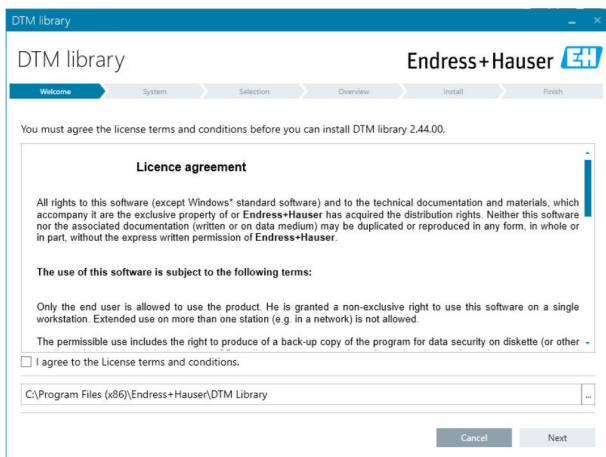 DTM library
DTM library
Endress+Hauser EH
Welcome System Selection Overview Install Finish
You must agree the license terms and conditions before you can install DTM library 2.44.00.
Licence agreement
All rights to this software (except Windows* standard software) and to the technical documentation and materials, which
accompany it are the exclusive property of or Endress+Hauser has acquired the distribution rights. Neither this software
nor the associated documentation (written or on data medium) may be duplicated or reproduced in any form, in whole or
in part, without the express written permission of Endress+Hauser.
The use of this software is subject to the following terms:
Only the end user is allowed to use the product. He is granted a non-exclusive right to use this software on a single
workstation. Extended use on more than one station (e.g. in a network) is not allowed.
The permissible use includes the right to produce of a back-up copy of the program for data security on diskette (or other
I agree to the License terms and conditions.
C:\Program Files (x86)\Endress+Hauser\DTM Library ...
Cancel Next